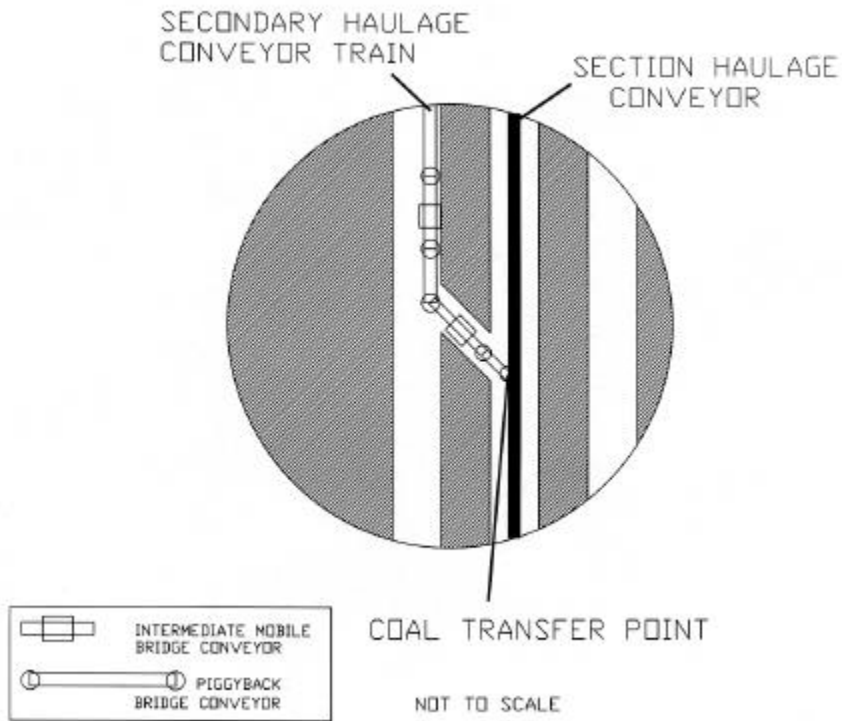 SECONDARY HAULAGE
CONVEYOR TRAIN
SECTION HAULAGE
CONVEYOR
COAL TRANSFER POINT
INTERMEDIATE MOBILE
BRIDGE CONVEYOR
PIGGYBACK
BRIDGE CONVEYOR
NOT TO SCALE